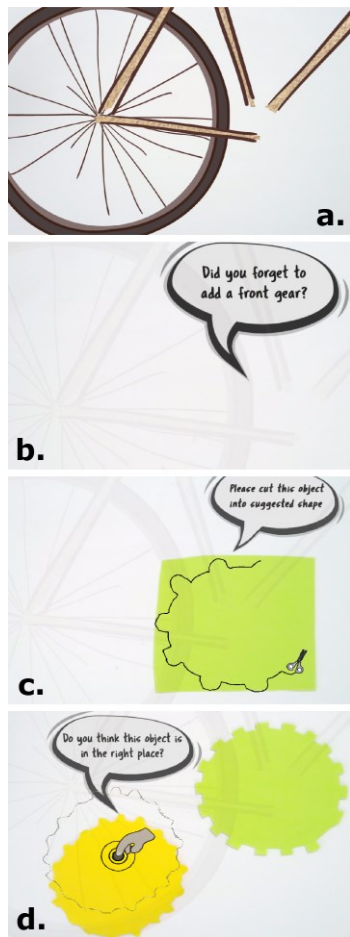 a.
Did you forget to
add a front gear?
b.
Please cut this object
into suggested shape
c.
Do you think this object is
in the right place?
d.